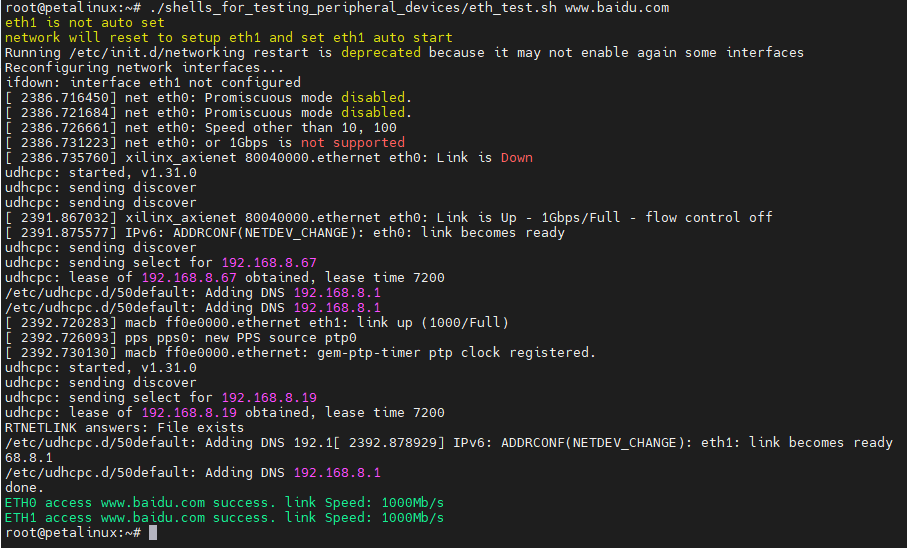 root@petalinux:~# ./shells_for_testing_peripheral_devices/eth_test.sh www.baidu.com
eth1 is not auto set
network will reset to setup eth1 and set eth1 auto start
Running /etc/init.d/networking restart is deprecated because it may not enable again some interfaces
Reconfiguring network interfaces...
ifdown: interface eth1 not configured
[ 2386.716450] net eth0: Promiscuous mode disabled.
[ 2386.721684] net eth0: Promiscuous mode disabled.
[ 2386.726661] net eth0: Speed other than 10, 100
[ 2386.731223] net eth0: or 1Gbps is not supported
[ 2386.735760] xilinx_axienet 80040000.ethernet eth0: Link is Down
udhcpc: started, v1.31.0
udhcpc: sending discover
udhcpc: sending discover
[ 2391.867032] xilinx_axienet 80040000.ethernet eth0: Link is Up - 1Gbps/Full - flow control off
[ 2391.875577] IPv6: ADDRCONF(NETDEV_CHANGE): eth0: link becomes ready
udhcpc: sending discover
udhcpc: sending select for 192.168.8.67
udhcpc: lease of 192.168.8.67 obtained, lease time 7200
/etc/udhcpc.d/50default: Adding DNS 192.168.8.1
/etc/udhcpc.d/50default: Adding DNS 192.168.8.1
[ 2392.720283] macb ff0e0000.ethernet eth1: link up (1000/Full)
[ 2392.726093] pps pps0: new PPS source ptp0
[ 2392.730130] macb ff0e0000.ethernet: gem-ptp-timer ptp clock registered.
udhcpc: started, v1.31.0
udhcpc: sending discover
udhcpc: sending select for 192.168.8.19
udhcpc: lease of 192.168.8.19 obtained, lease time 7200
RTNETLINK answers: File exists
/etc/udhcpc.d/50default: Adding DNS 192.1[ 2392.878929] IPv6: ADDRCONF(NETDEV_CHANGE): eth1: link becomes ready
68.8.1
/etc/udhcpc.d/50default: Adding DNS 192.168.8.1
done.
ETH0 access www.baidu.com success. link Speed: 1000Mb/s
ETH1 access www.baidu.com success. link Speed: 1000Mb/s
root@petalinux:~#